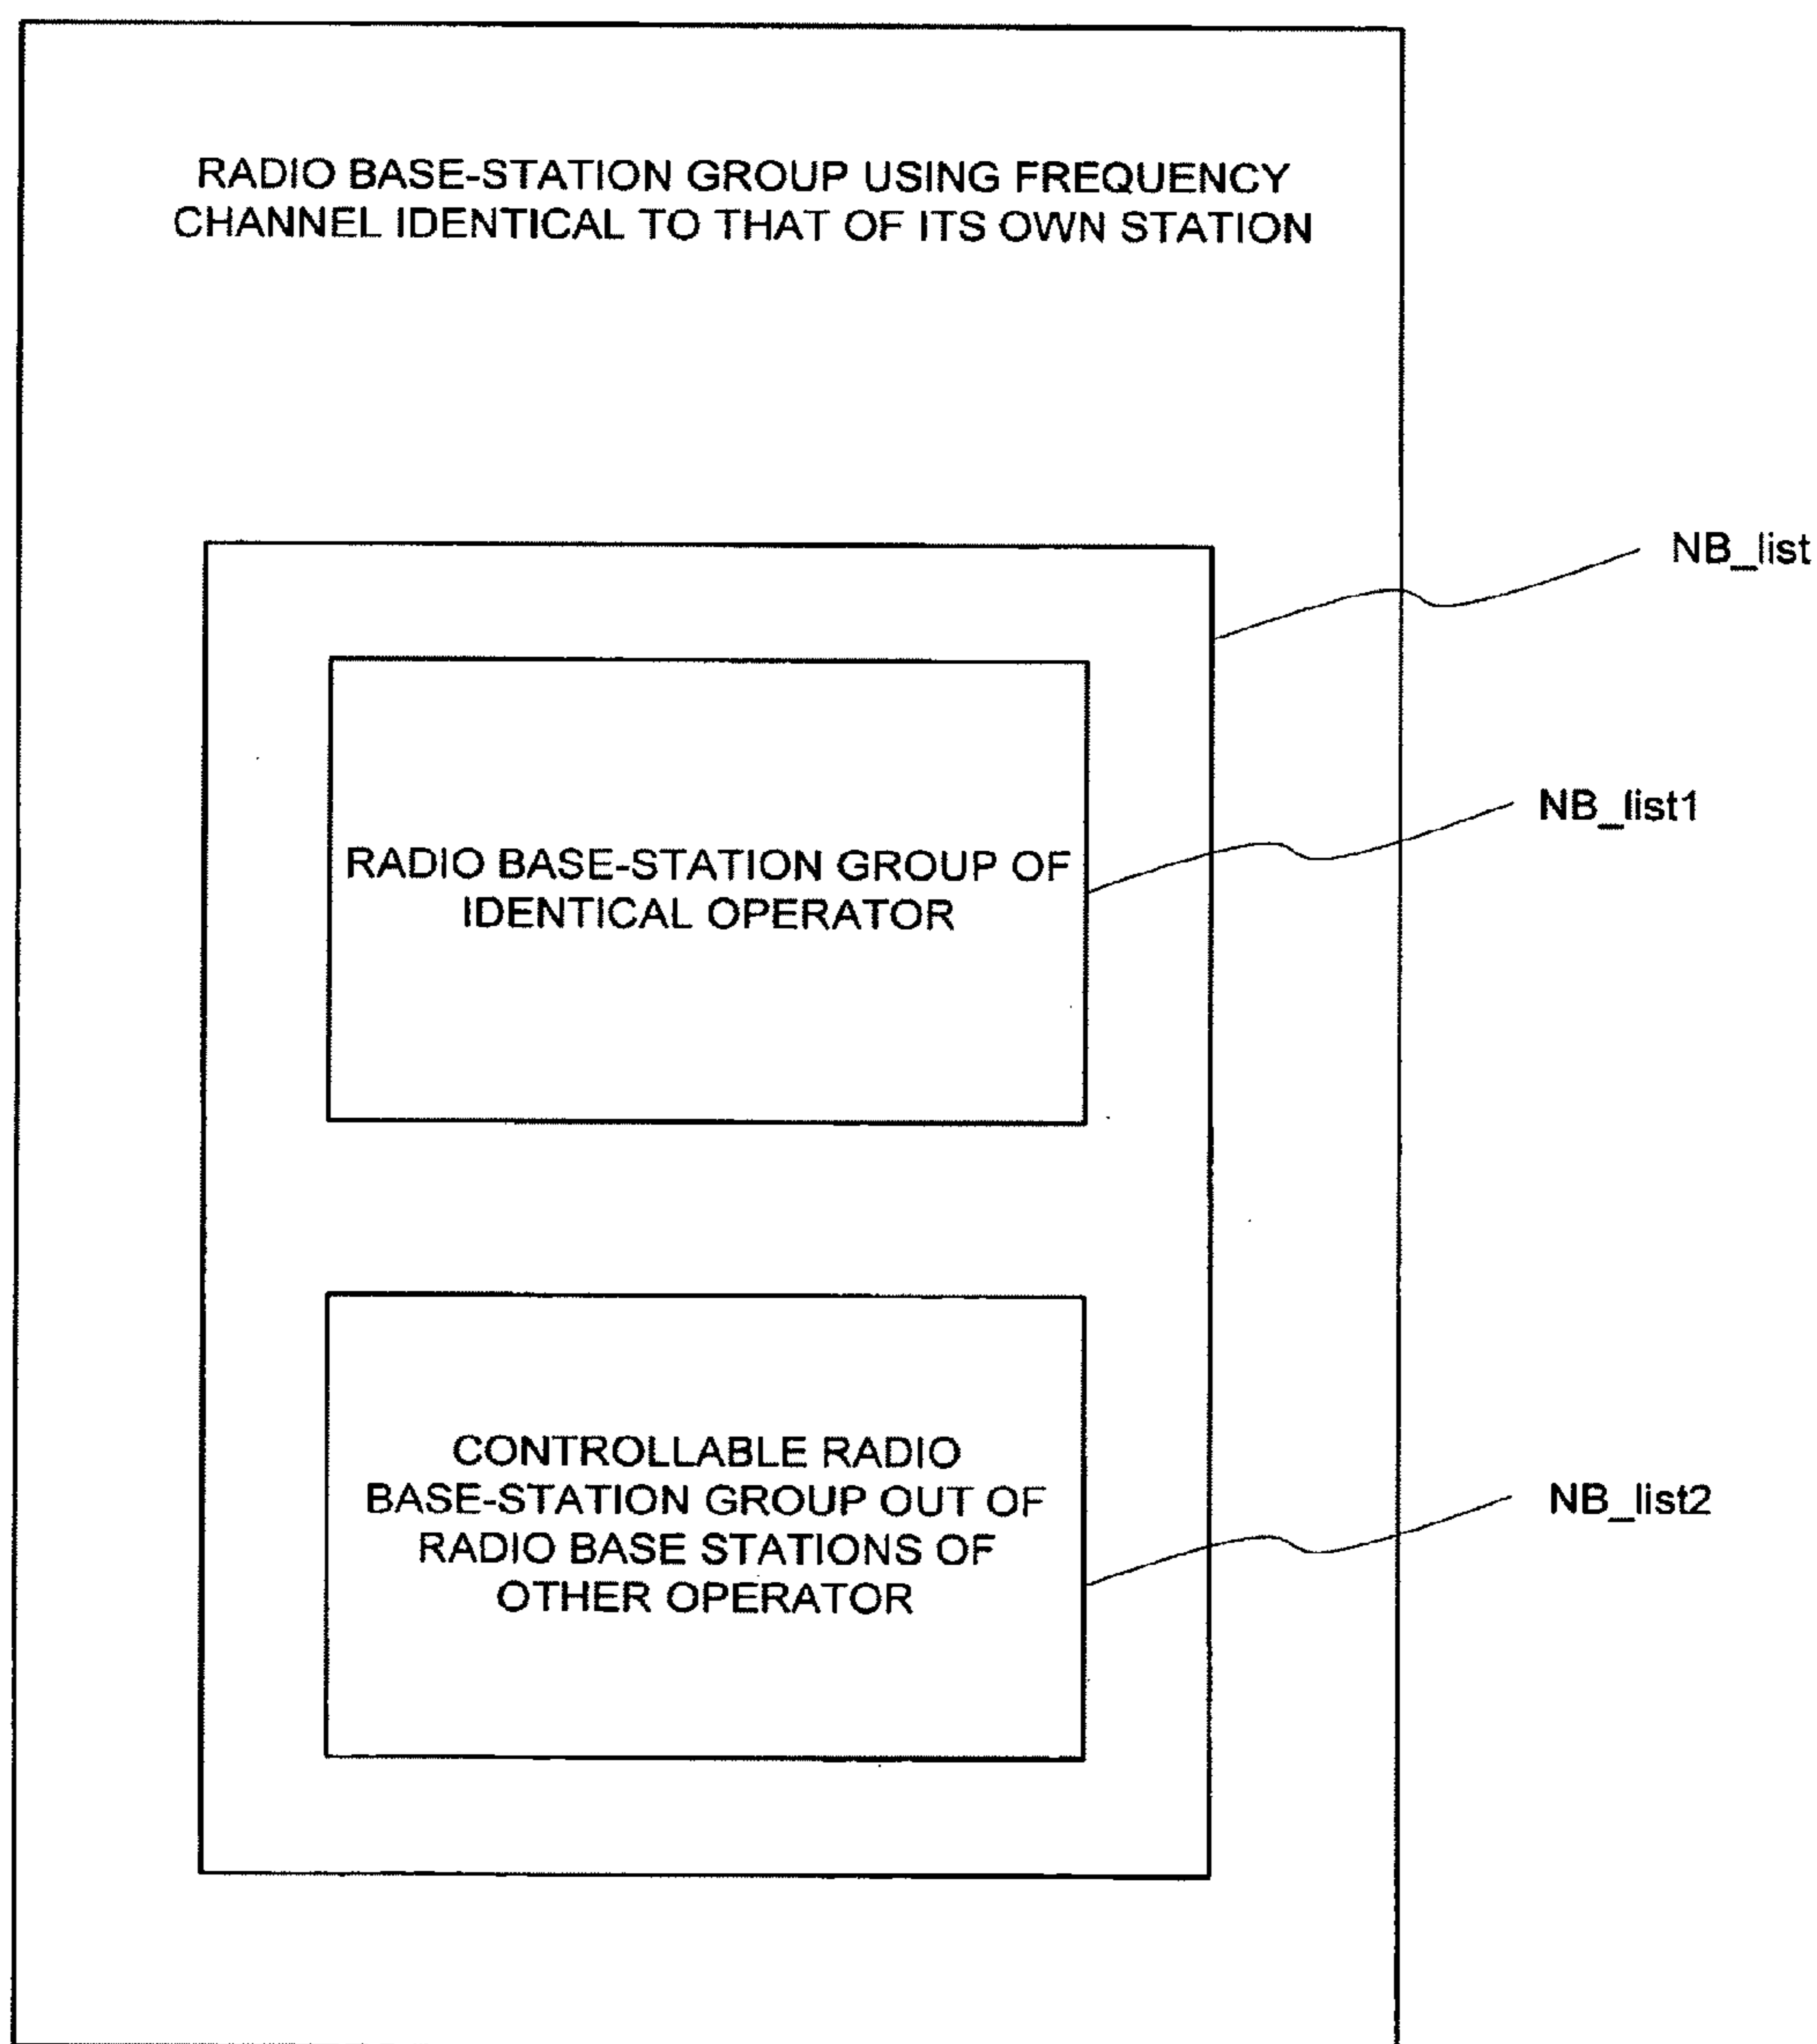 RADIO BASE-STATION GROUP USING FREQUENCY
CHANNEL IDENTICAL TO THAT OF ITS OWN STATION
NB_list
NB_list1
RADIO BASE-STATION GROUP OF
IDENTICAL OPERATOR
CONTROLLABLE RADIO
BASE-STATION GROUP OUT OF
RADIO BASE STATIONS OF
OTHER OPERATOR
NB_list2